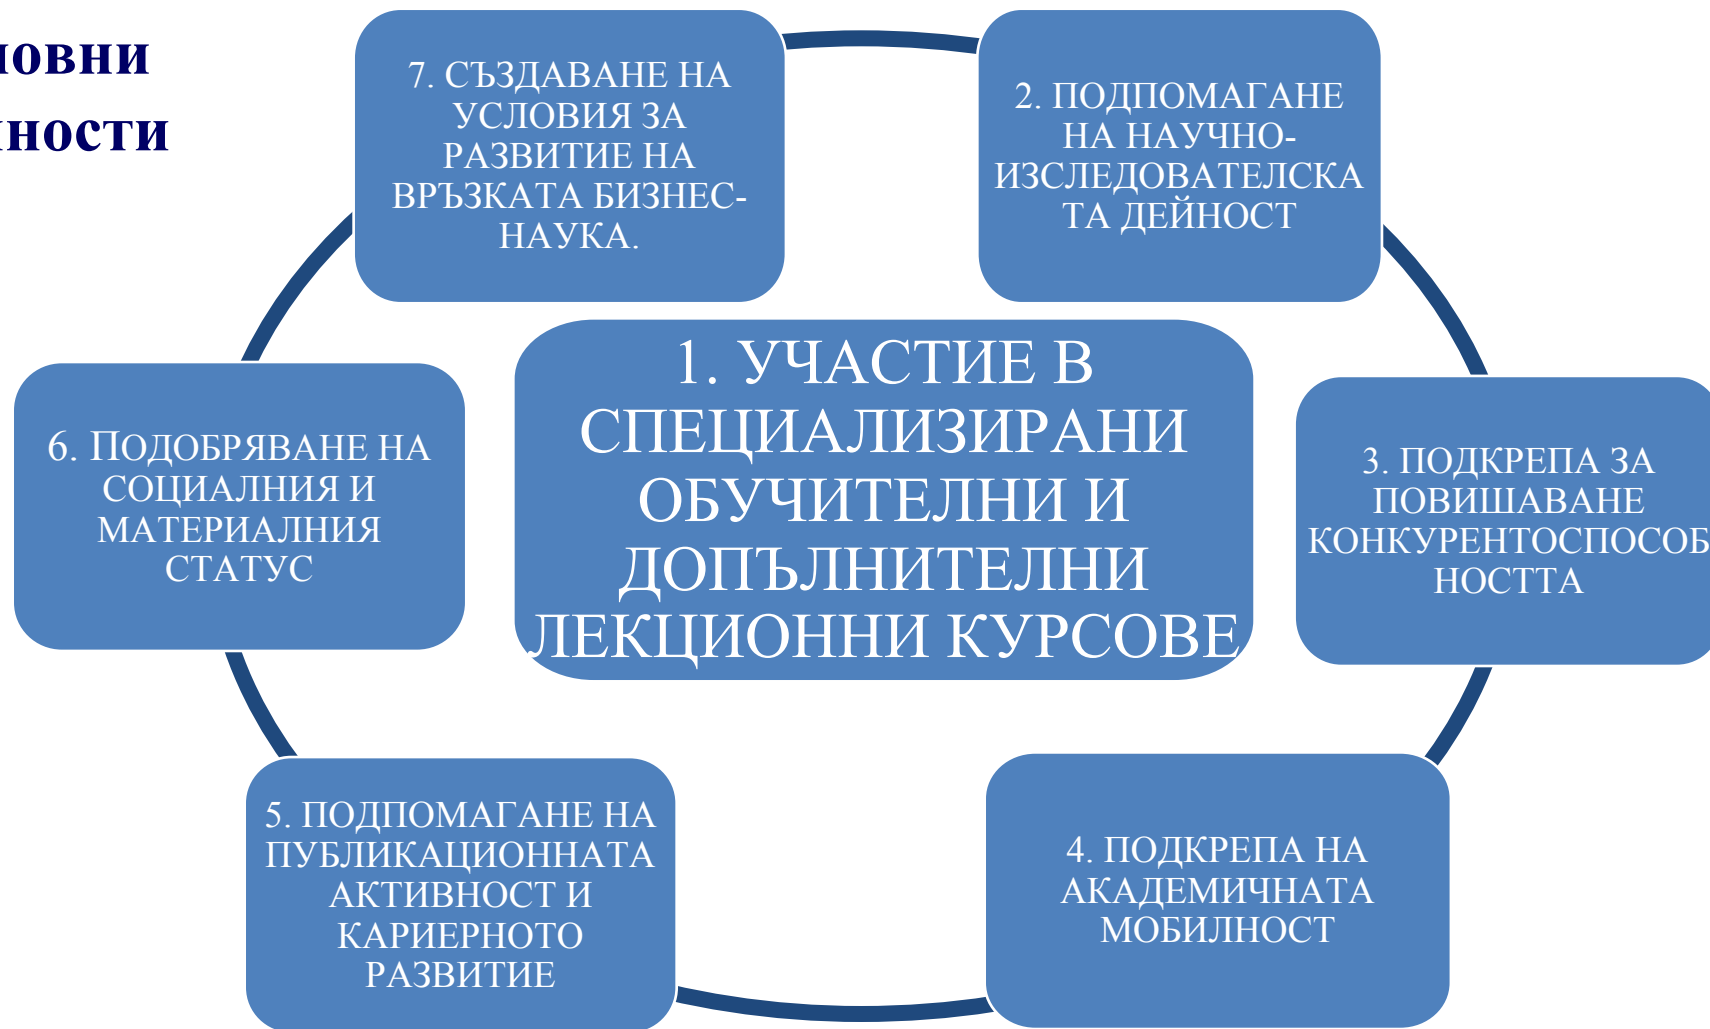 7. СЪЗДАВАНЕ НА
УСЛОВИЯ ЗА
РАЗВИТИЕ НА
ВРЪЗКАТА БИЗНЕС-
НАУКА.
2. ПОДПОМАГАНЕ
НА НАУЧНО-
ИЗСЛЕДОВАТЕЛСКА
ТА ДЕЙНОСТ
1. УЧАСТИЕ В
СПЕЦИАЛИЗИРАНИ
ОБУЧИТЕЛНИ И
ДОПЪЛНИТЕЛНИ
ЛЕКЦИОННИ КУРСОВЕ
3. ПОДКРЕПА ЗА
ПОВИШАВАНЕ
КОНКУРЕНТОСПОСОБ
НОСТТА
4. ПОДКРЕПА НА
АКАДЕМИЧНАТА
МОБИЛНОСТ
5. ПОДПОМАГАНЕ НА
ПУБЛИКАЦИОННАТА
АКТИВНОСТ И
КАРИЕРНОТО
РАЗВИТИЕ
6. ПОДОБРЯВАНЕ НА
СОЦИАЛНИЯ И
МАТЕРИАЛНИЯ
СТАТУС